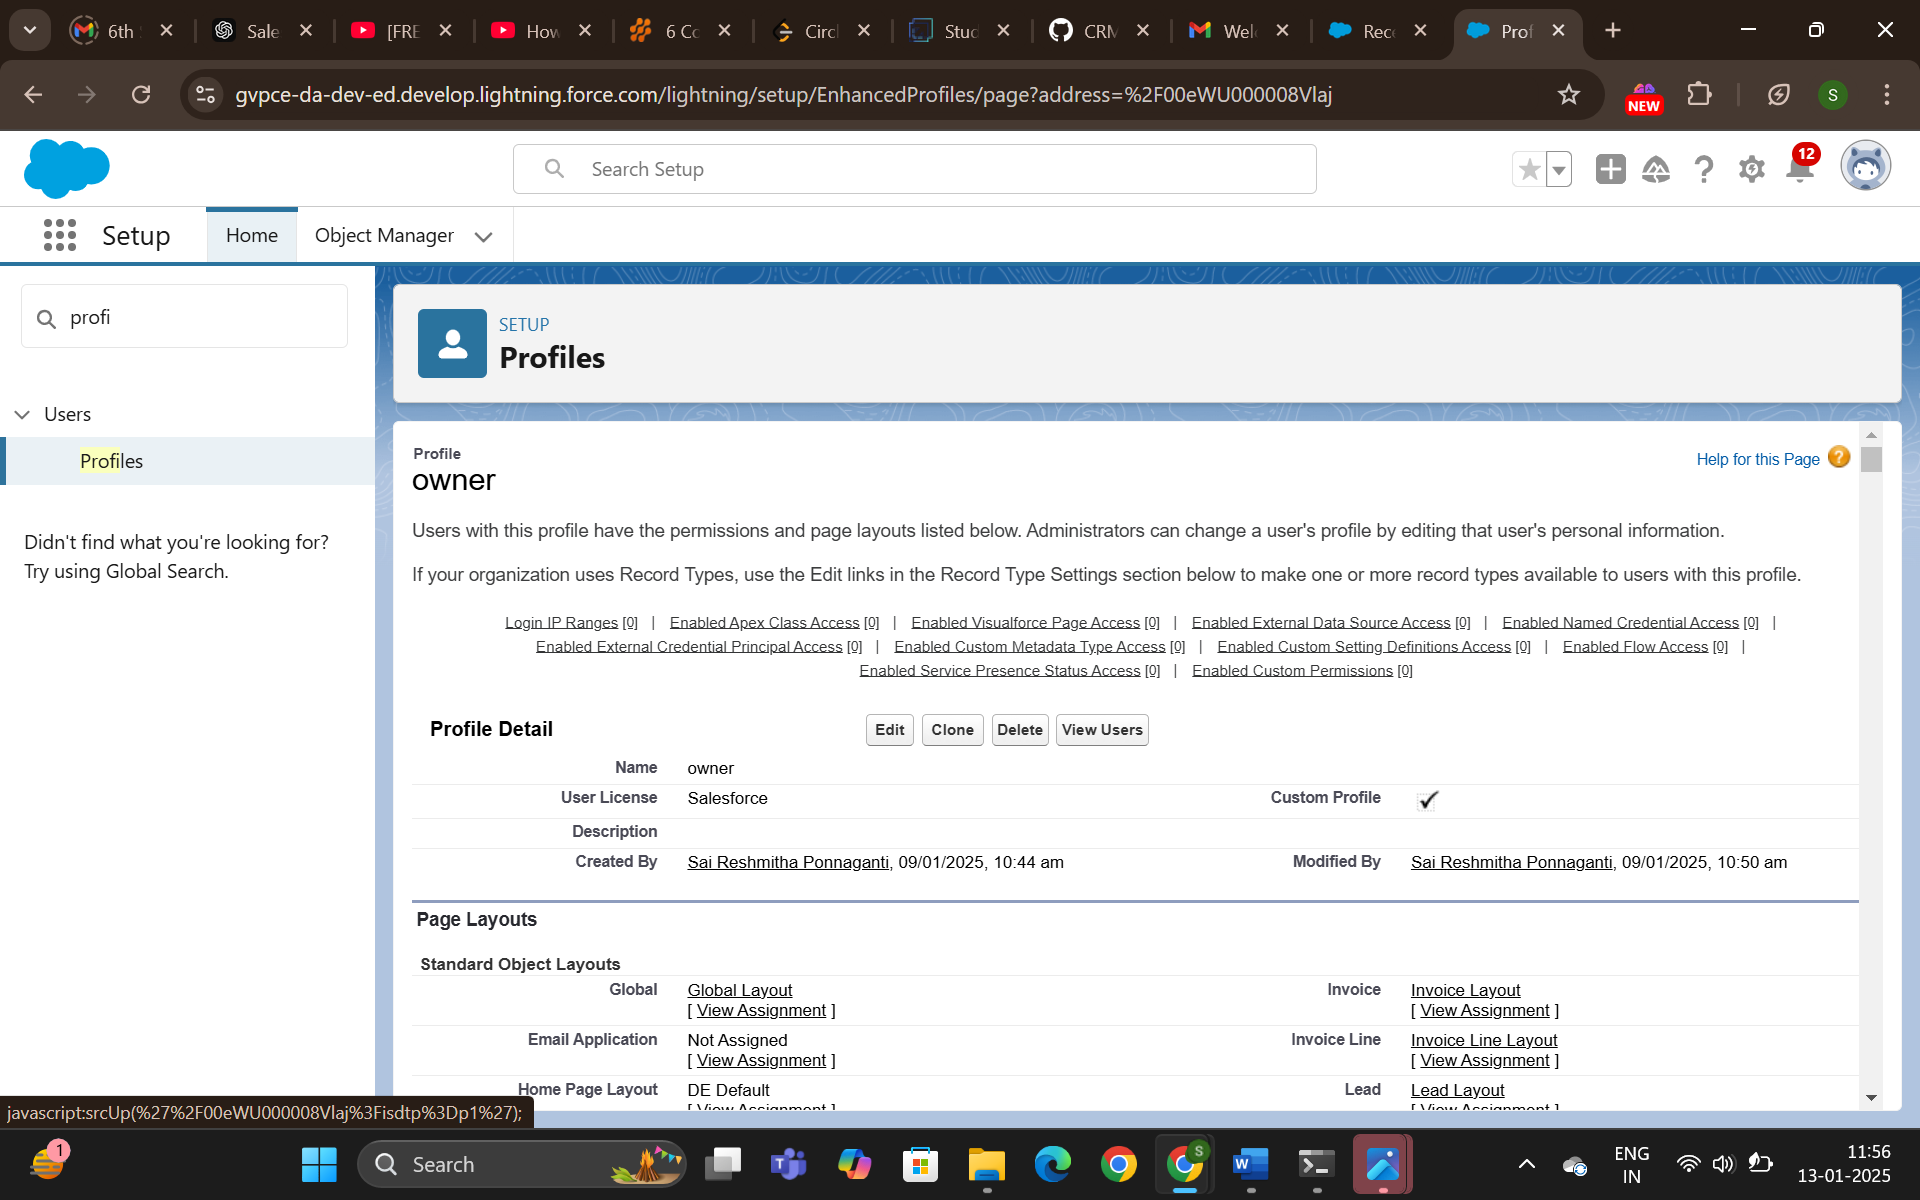 6th
Sale
[FRE
How
6 Co
Circl
Stud
CRM
Wel
Rec
Prof
gvpce-da-dev-ed.develop.lightning.force.com/lightning/setup/EnhancedProfiles/page?address=%2F00eWU000008Vlaj
NEW
S
Search Setup
12
Setup
Home
Object Manager
profi
Users
Profiles
Didn't find what you're looking for?
Try using Global Search.
SETUP
Profiles
Profile
owner
Help for this Page
Users with this profile have the permissions and page layouts listed below. Administrators can change a user's profile by editing that user's personal information.
If your organization uses Record Types, use the Edit links in the Record Type Settings section below to make one or more record types available to users with this profile.
Login IP Ranges [0] | Enabled Apex Class Access [0] | Enabled Visualforce Page Access [0] | Enabled External Data Source Access [0] | Enabled Named Credential Access [0] |
Enabled External Credential Principal Access [0] | Enabled Custom Metadata Type Access [0] | Enabled Custom Setting Definitions Access [0] | Enabled Flow Access [0] |
Enabled Service Presence Status Access [0] | Enabled Custom Permissions [0]
Profile Detail
Edit Clone Delete View Users
Name owner
User License Salesforce Custom Profile
Description
Created By Sai Reshmitha Ponnaganti, 09/01/2025, 10:44 am Modified By Sai Reshmitha Ponnaganti, 09/01/2025, 10:50 am
Page Layouts
Standard Object Layouts
Global Global Layout Invoice Invoice Layout
[ View Assignment ] [ View Assignment ]
Email Application Not Assigned Invoice Line Invoice Line Layout
[ View Assignment ] [ View Assignment ]
Home Page Layout DE Default Lead Lead Layout
[ View Assignment ] [ View Assignment ]
javascript:srcUp(%27%2F00eWU000008Vlaj%3Fisdtp%3Dp1%27);
1
Search
S
ENG
IN
11:56
13-01-2025